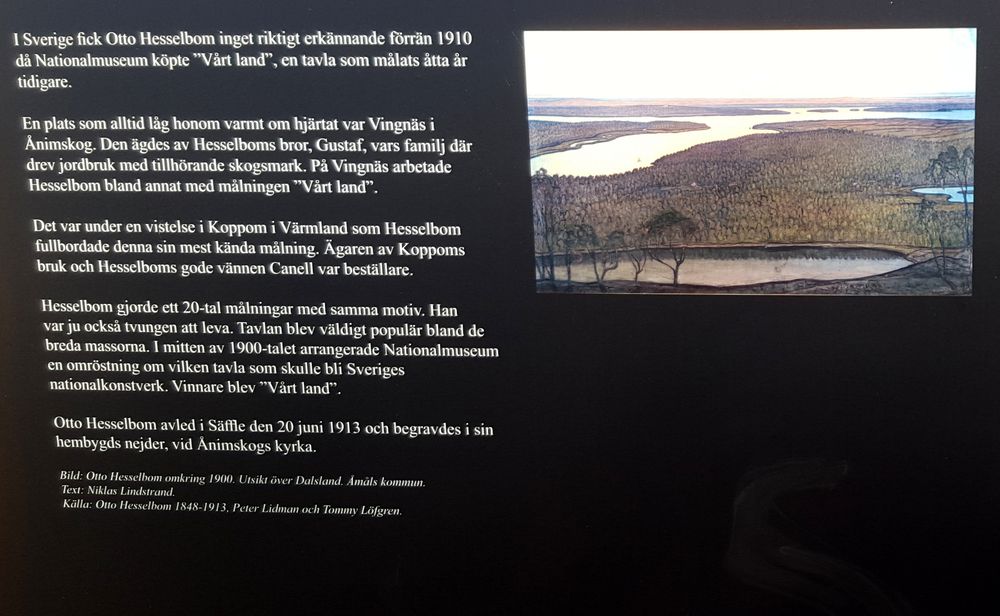 I Sverige fick Otto Hesselbom inget riktigt erkännande förrän 1910
då Nationalmuseum köpte ”Vårt land”, en tavla som målats åtta år
tidigare.
En plats som alltid låg honom varmt om hjärtat var Vingnäs i
Ånimskog. Den ägdes av Hesselboms bror, Gustaf, vars familj där
drev jordbruk med tillhörande skogsmark. På Vingnäs arbetade
Hesselbom bland annat med målningen ”Vårt land”.
Det var under en vistelse i Koppom i Värmland som Hesselbom
fullbordade denna sin mest kända målning. Ägaren av Koppoms
bruk och Hesselboms gode vännen Canell var beställare.
Hesselbom gjorde ett 20-tal målningar med samma motiv. Han
var ju också tvungen att leva. Tavlan blev väldigt populär bland de
breda massorna. I mitten av 1900-talet arrangerade Nationalmuseum
en omröstning om vilken tavla som skulle bli Sveriges
nationalkonstverk. Vinnare blev ”Vårt land”.
Otto Hesselbom avled i Säffle den 20 juni 1913 och begravdes i sin
hembygds nejder, vid Ånimskogs kyrka.
Bild: Otto Hesselbom omkring 1900. Utsikt över Dalsland. Åmåls kommun.
Text: Niklas Lindstrand.
Källa: Otto Hesselbom 1848-1913, Peter Lidman och Tommy Löfgren.